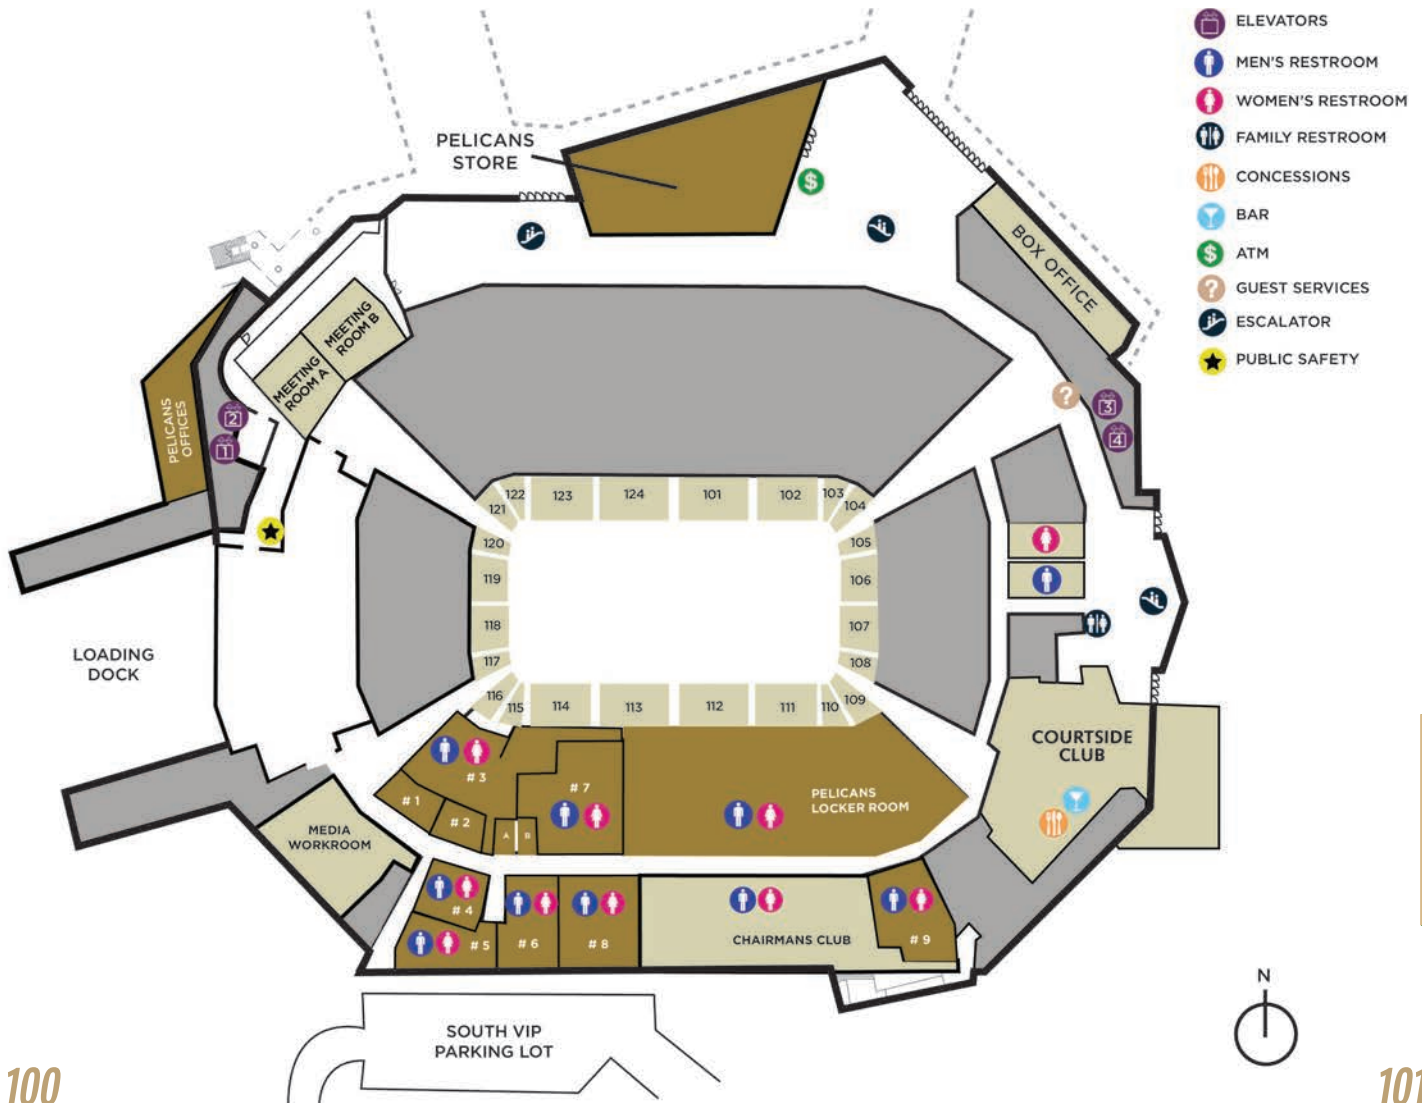 ELEVATORS
MEN'S RESTROOM
WOMEN'S RESTROOM
FAMILY RESTROOM
CONCESSIONS
BAR
$ ATM
? GUEST SERVICES
ESCALATOR
PUBLIC SAFETY
PELICANS
STORE
$
BOX OFFICE
MEETING
ROOM B
MEETING
ROOM A
PELICANS
OFFICES
2
1
?
3
4
122
123
124
101
102
103
121
104
120
105
119
106
118
107
117
108
116
109
115
114
113
112
111
110
LOADING
DOCK
COURTSIDE
CLUB
# 3
# 7
# 1
# 2
A
B
PELICANS
LOCKER ROOM
MEDIA
WORKROOM
# 4
# 5
# 6
# 8
CHAIRMANS CLUB
# 9
SOUTH VIP
PARKING LOT
N
100
101